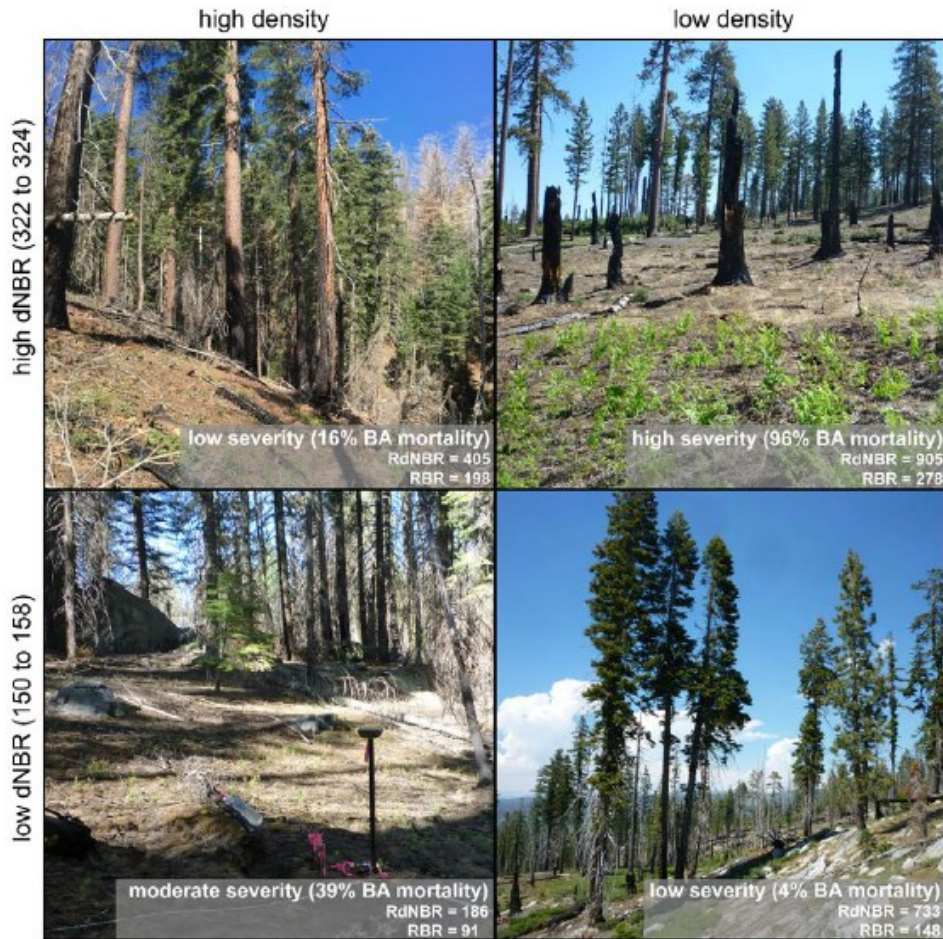 high density
low density
high dNBR (322 to 324)
low severity (16% BA mortality)
RdNBR = 405
RBR = 198
high severity (96% BA mortality)
RdNBR = 905
RBR = 278
low dNBR (150 to 158)
moderate severity (39% BA mortality)
RdNBR = 186
RBR = 91
low severity (4% BA mortality)
RdNBR = 733
RBR = 148